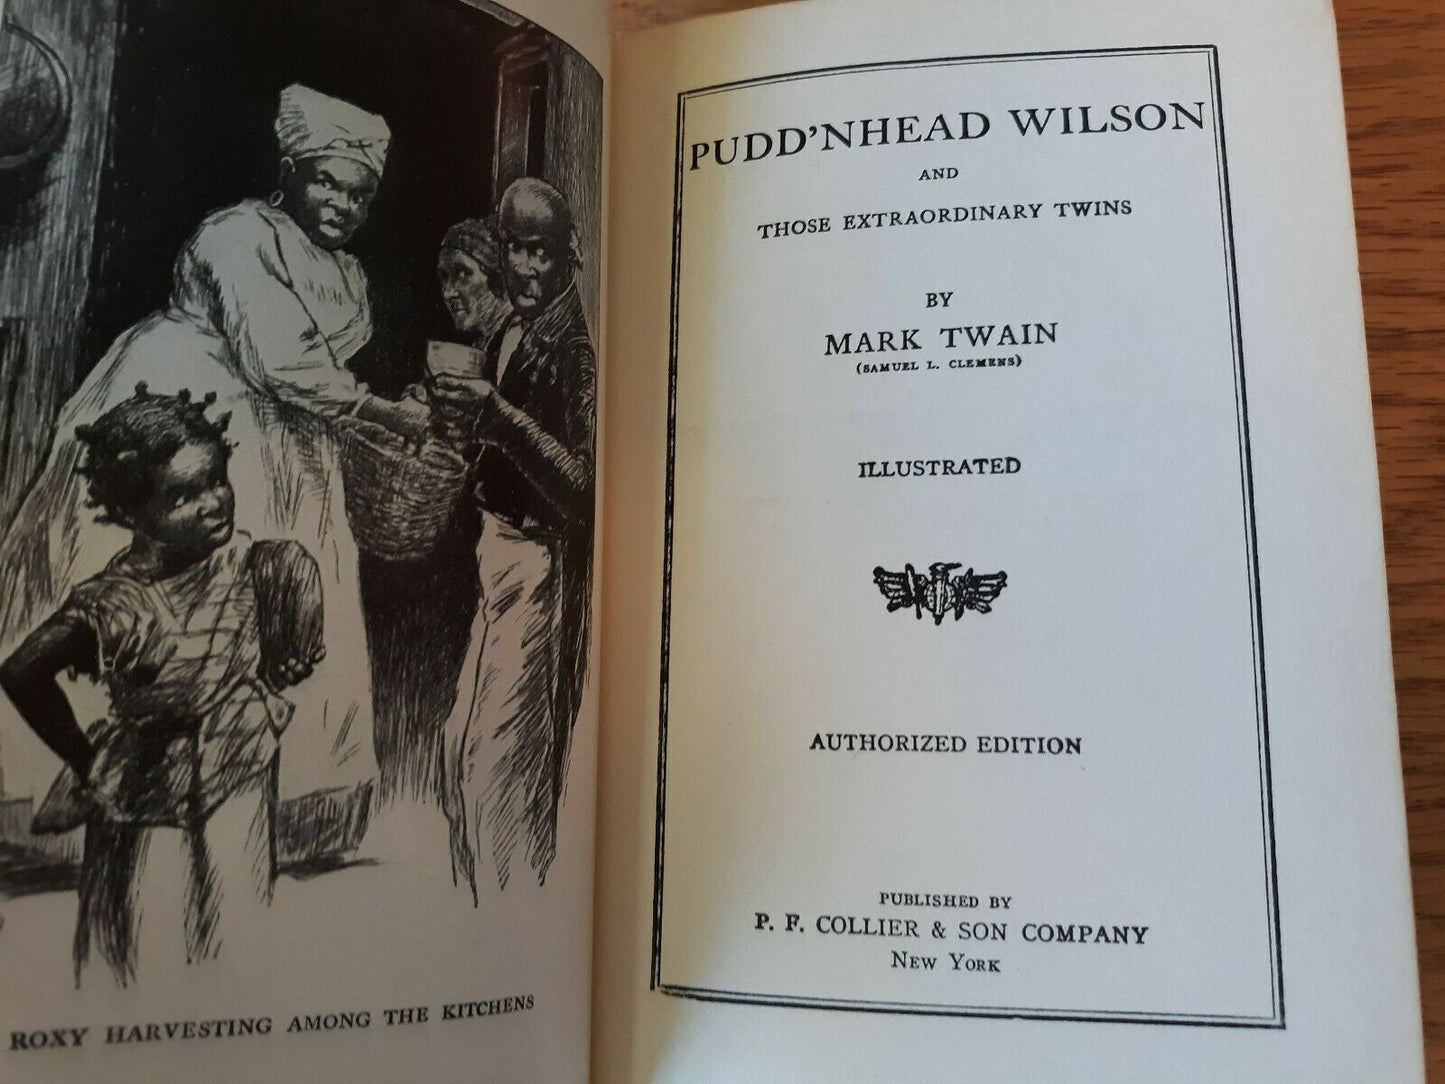 ROXY HARVESTING AMONG THE KITCHENS
PUDD'NHEAD WILSON
AND
THOSE EXTRAORDINARY TWINS
BY
MARK TWAIN
(SAMUEL L. CLEMENS)
ILLUSTRATED
AUTHORIZED EDITION
PUBLISHED BY
P. F. COLLIER & SON COMPANY
NEW YORK